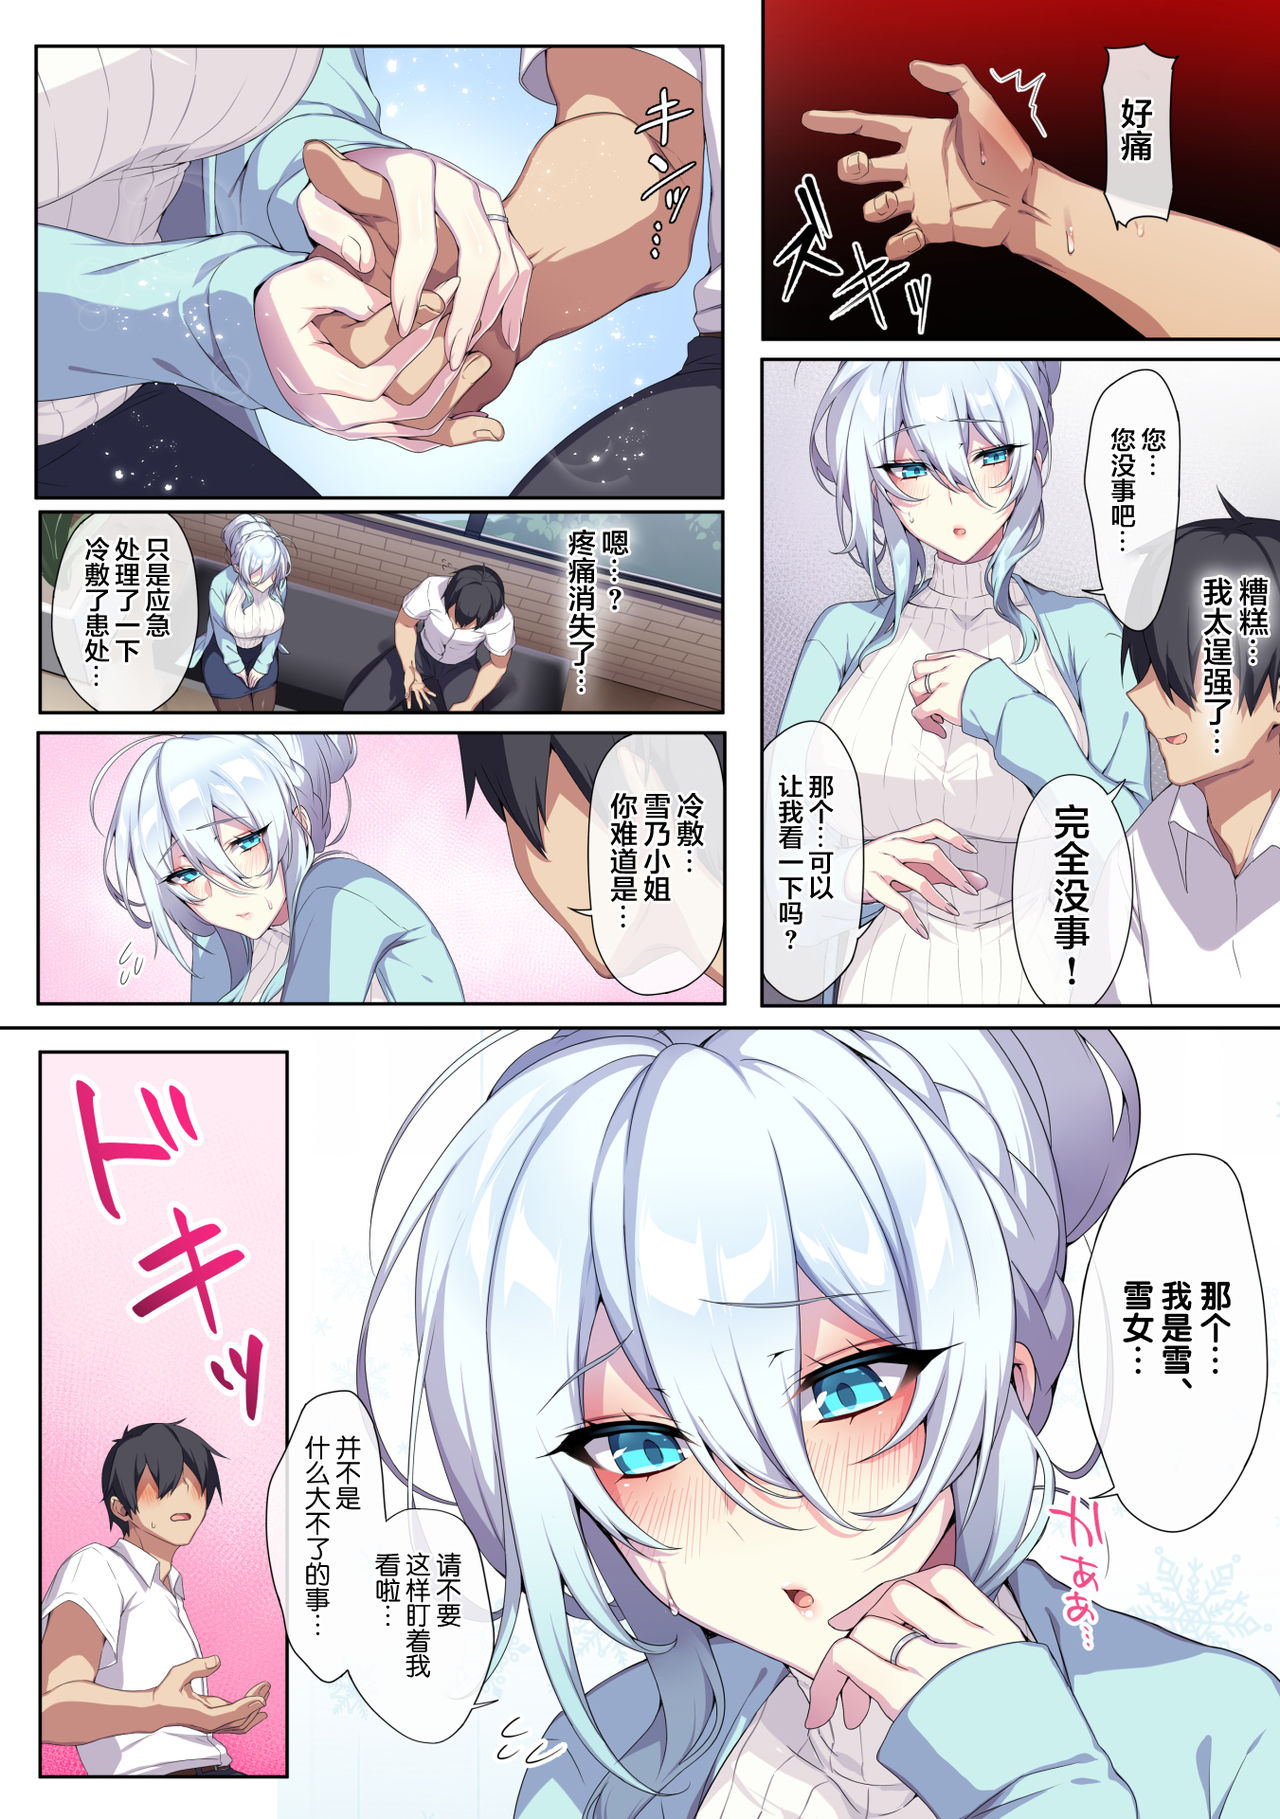 好痛
ズキッ
您…
您没事吧…
糟糕…
我太逞强了…
完全没事！
那个…可以
让我看一下吗？
キンッ…
嗯…？
疼痛消失了…
只是应急
处理了一下
冷敷了患处…
冷敷…
雪乃小姐
你难道是…
那个…
我是雪、
雪女…
かぁぁぁ…
请不要
这样盯着我
看啦…
并不是
什么大不了的事…
ドキッ